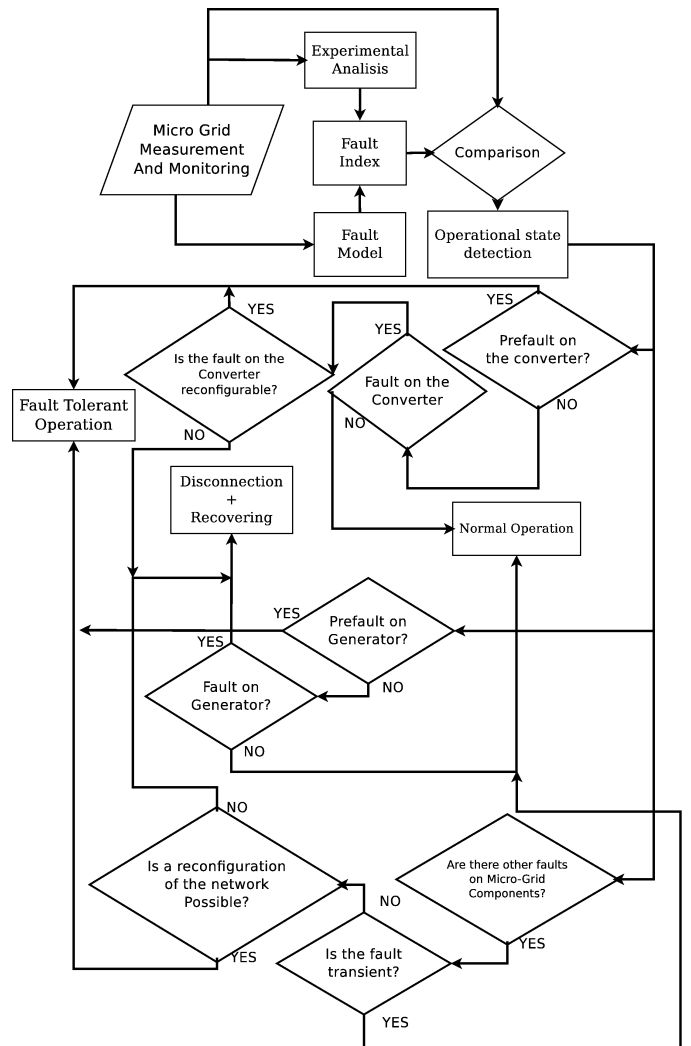 Experimental
Analisis
Micro Grid
Measurement
And Monitoring
Fault
Index
Comparison
Fault
Model
Operational state
detection
YES
YES
Prefault on
the converter?
YES
Is the fault on the
Converter
reconfigurable?
Fault on the
Converter
Fault Tolerant
Operation
NO
NO
NO
Disconnection
+
Recovering
Normal Operation
YES
Prefault on
Generator?
YES
Fault on
Generator?
NO
NO
NO
Is a reconfiguration
of the network
Possible?
Are there other faults
on Micro-Grid
Components?
NO
YES
YES
Is the fault
transient?
YES